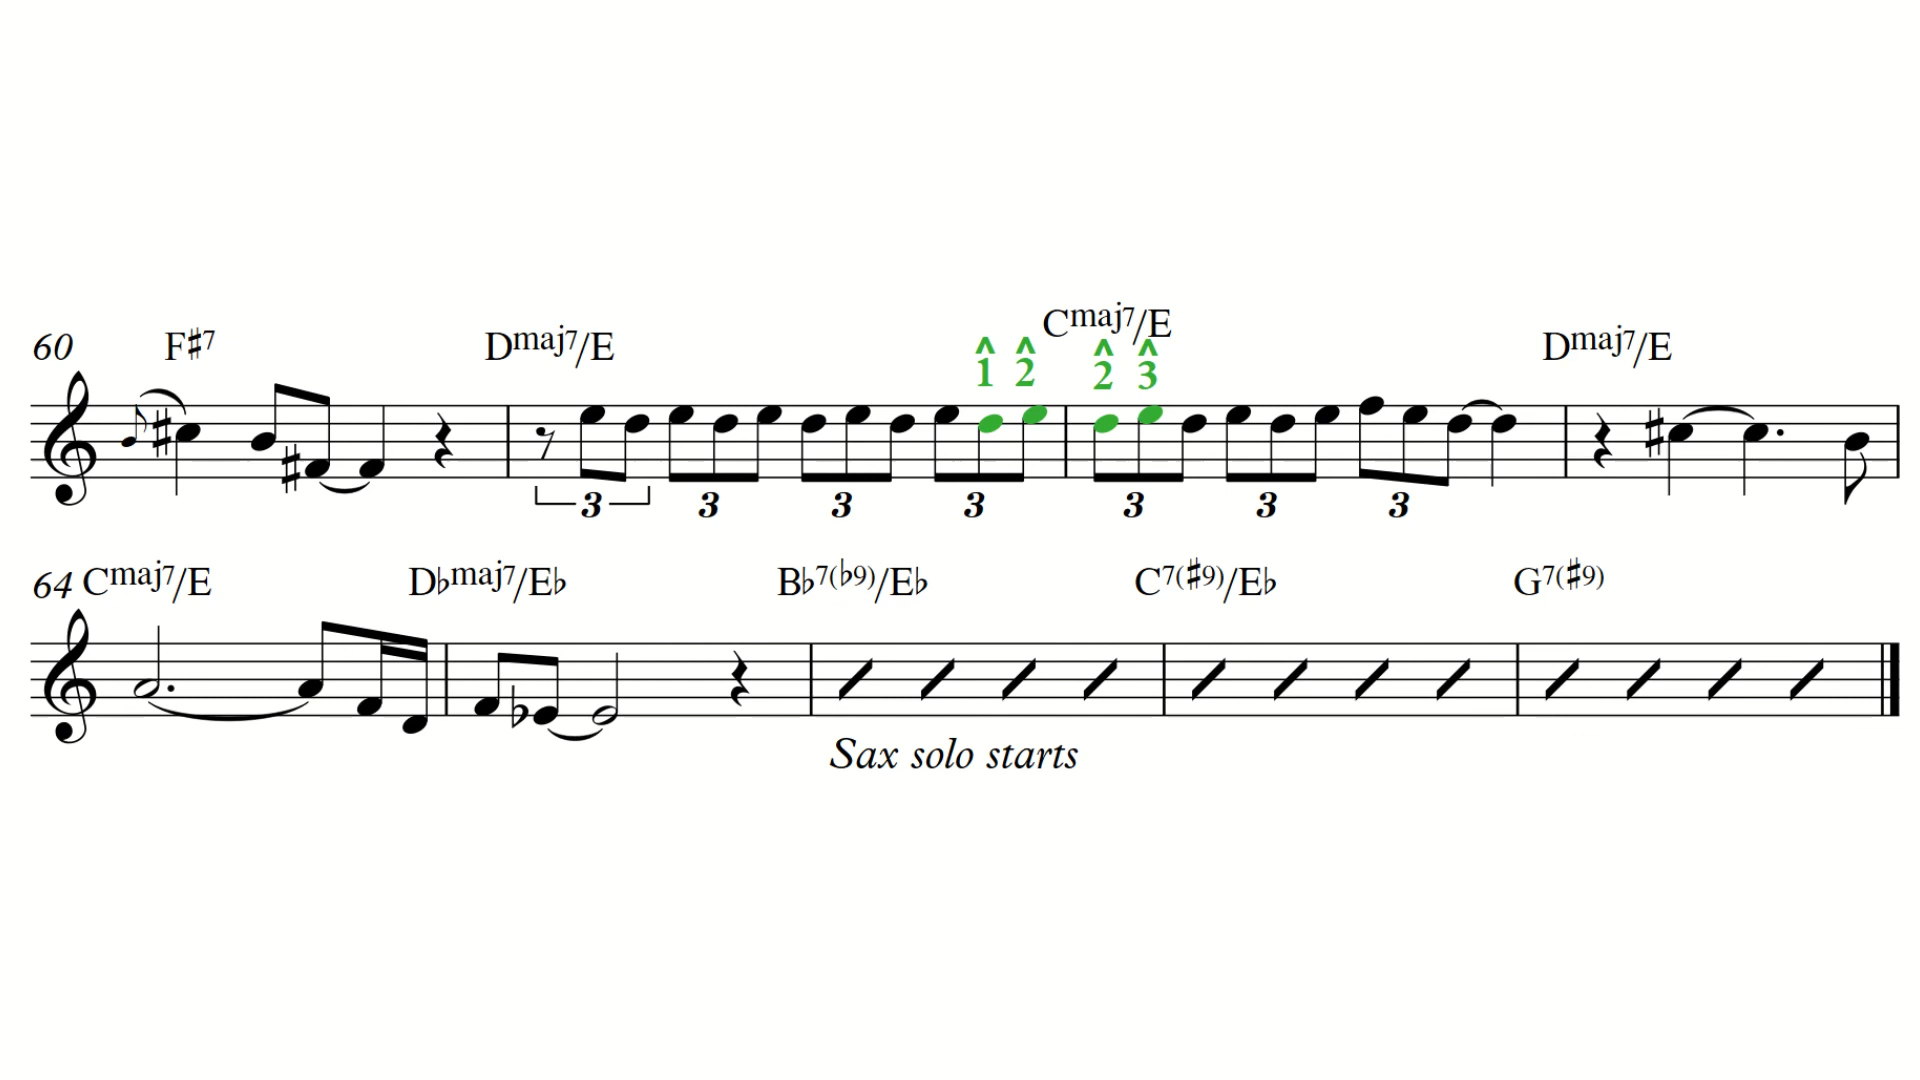 Cmaj7/E
60 F♯7 Dmaj7/E Dmaj7/E
^ ^ ^ ^
1 2 2 3
3 3 3 3 3 3 3
64 Cmaj7/E D♭maj7/E♭ B♭7(♭9)/E♭ C7(♯9)/E♭ G7(♯9)
Sax solo starts